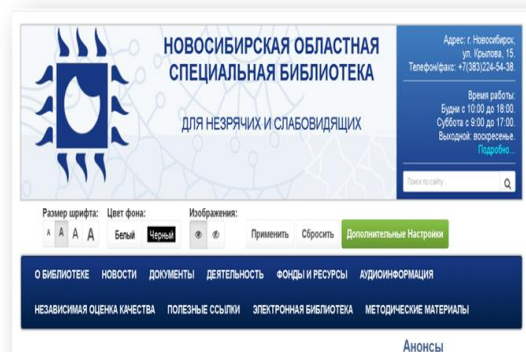 НОВОСИБИРСКАЯ ОБЛАСТНАЯ
СПЕЦИАЛЬНАЯ БИБЛИОТЕКА
ДЛЯ НЕЗРЯЧИХ И СЛАБОВИДЯЩИХ
Адрес: г. Новосибирск,
ул. Крылова, 15.
Телефон/факс: +7(383)224-54-38.
Время работы:
Будни с 10:00 до 18:00.
Суббота с 9:00 до 17:00.
Выходной: воскресенье.
Подробно...
Поиск по сайту...
Размер шрифта: Цвет фона: Изображения:
А А А А Белый Черный Применить Сбросить Дополнительные Настройки
О БИБЛИОТЕКЕ НОВОСТИ ДОКУМЕНТЫ ДЕЯТЕЛЬНОСТЬ ФОНДЫ И РЕСУРСЫ АУДИОИНФОРМАЦИЯ
НЕЗАВИСИМАЯ ОЦЕНКА КАЧЕСТВА ПОЛЕЗНЫЕ ССЫЛКИ ЭЛЕКТРОННАЯ БИБЛИОТЕКА МЕТОДИЧЕСКИЕ МАТЕРИАЛЫ
Анонсы